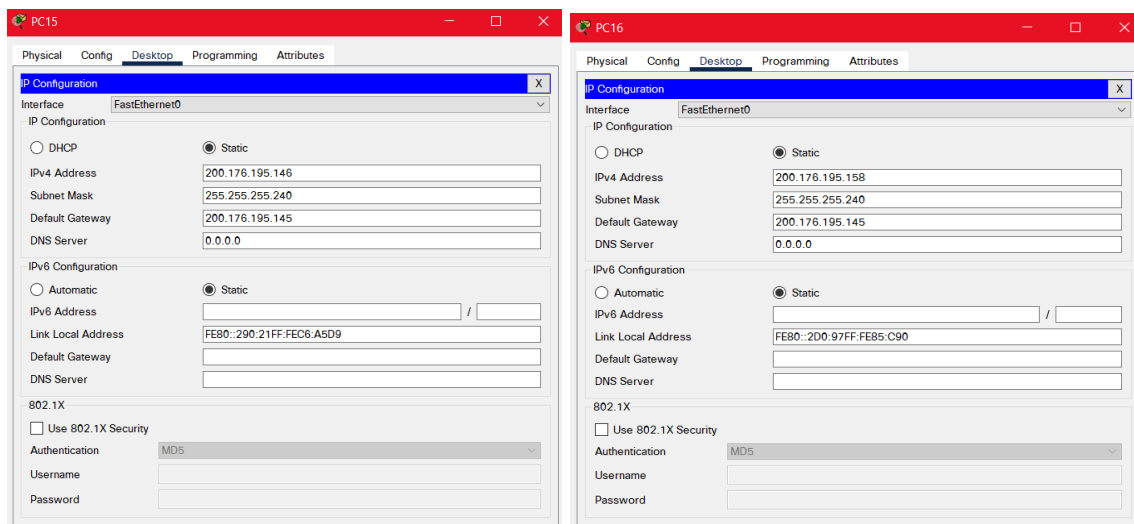 PC15
Physical Config Desktop Programming Attributes
IP Configuration X
Interface FastEthernet0
IP Configuration
DHCP Static
IPv4 Address 200.176.195.146
Subnet Mask 255.255.255.240
Default Gateway 200.176.195.145
DNS Server 0.0.0.0
IPv6 Configuration
Automatic Static
IPv6 Address /
Link Local Address FE80::290:21FF:FEC6:A5D9
Default Gateway
DNS Server
802.1X
Use 802.1X Security
Authentication MD5
Username
Password
PC16
Physical Config Desktop Programming Attributes
IP Configuration X
Interface FastEthernet0
IP Configuration
DHCP Static
IPv4 Address 200.176.195.158
Subnet Mask 255.255.255.240
Default Gateway 200.176.195.145
DNS Server 0.0.0.0
IPv6 Configuration
Automatic Static
IPv6 Address /
Link Local Address FE80::2D0:97FF:FE85:C90
Default Gateway
DNS Server
802.1X
Use 802.1X Security
Authentication MD5
Username
Password